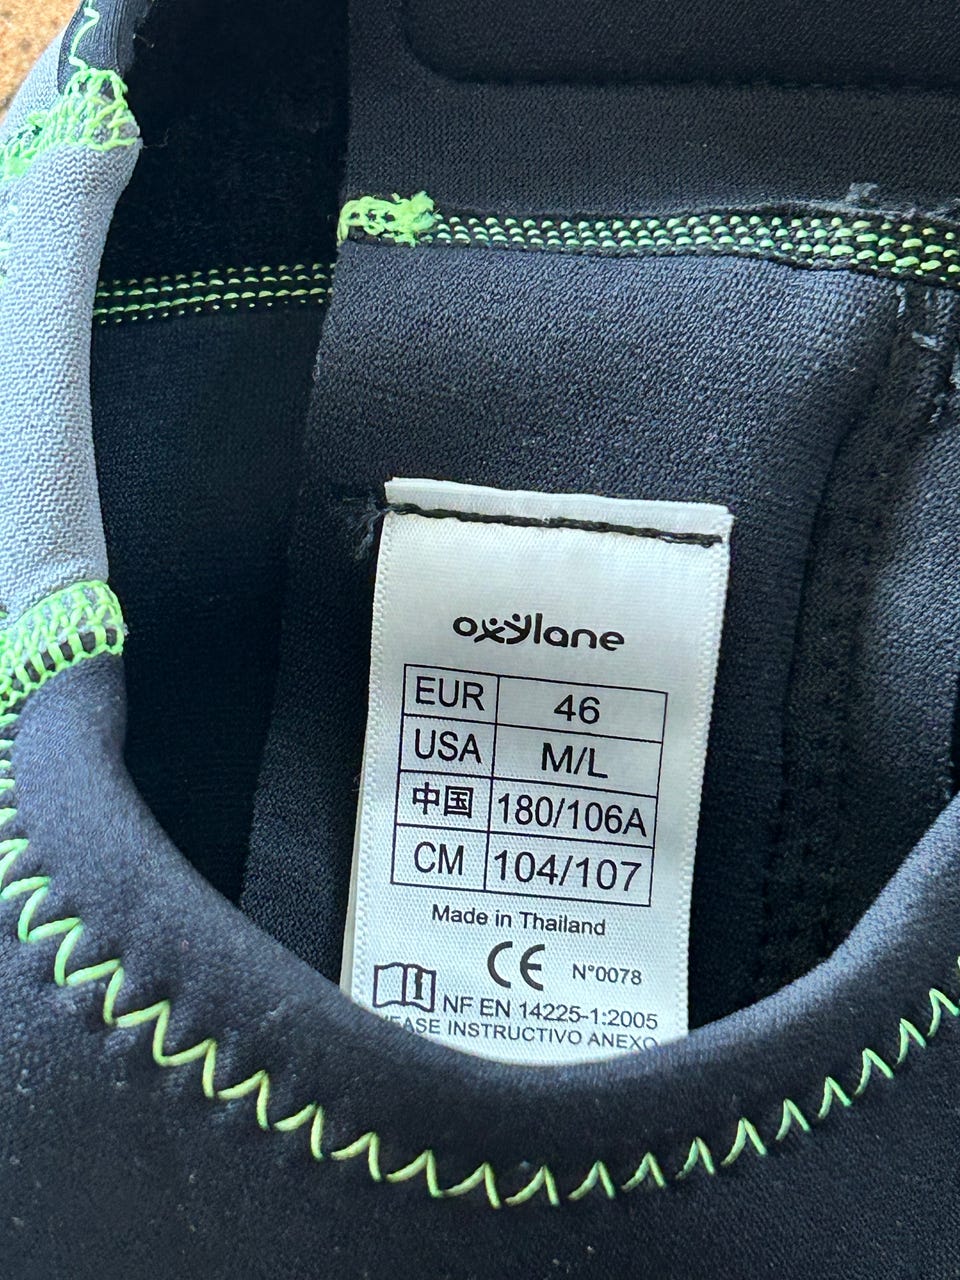 oxylane
EUR 46
USA M/L
中国 180/106A
CM 104/107
Made in Thailand
CE N°0078
NF EN 14225-1:2005
INSTRUCTIVO ANEXO